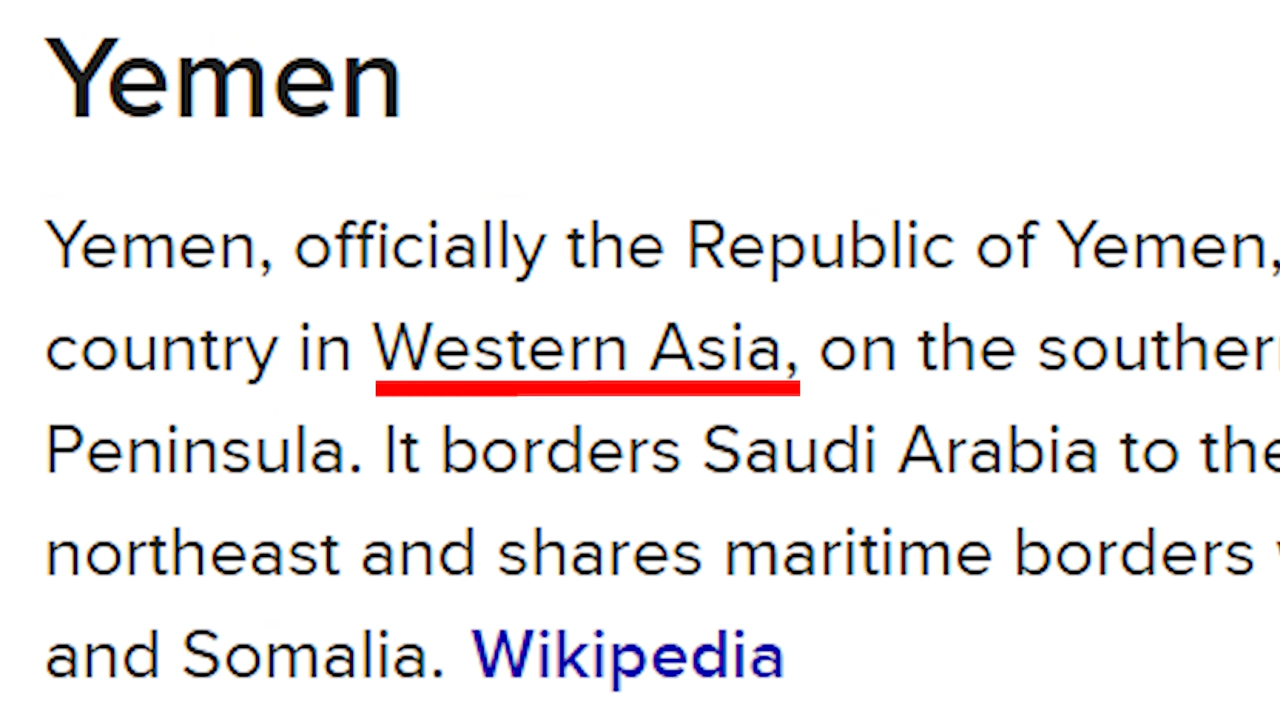 Yemen
Yemen, officially the Republic of Yemen,
country in Western Asia, on the southern
Peninsula. It borders Saudi Arabia to the
northeast and shares maritime borders
and Somalia. Wikipedia